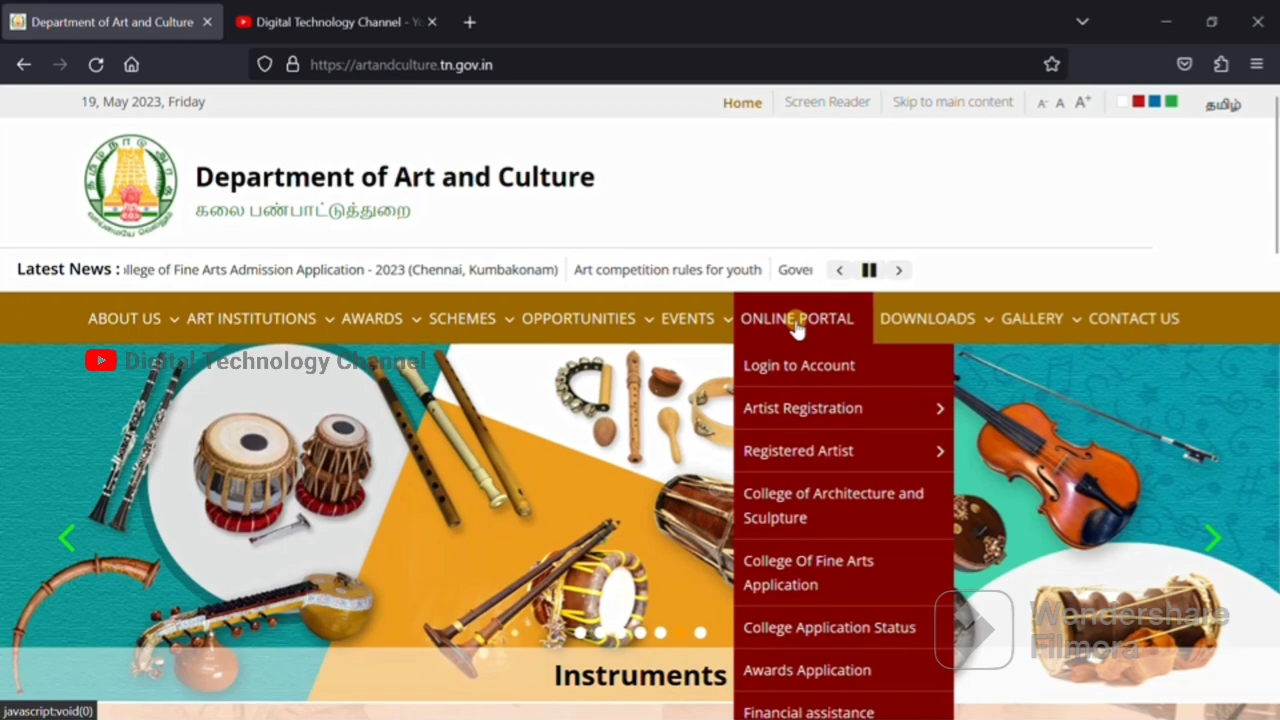 Department of Art and Culture
Digital Technology Channel - Yo
https://artandculture.tn.gov.in
19, May 2023, Friday
Home
Screen Reader
Skip to main content
A-
A
A+
தமிழ்
Department of Art and Culture
கலை பண்பாட்டுத்துறை
Latest News : ollege of Fine Arts Admission Application - 2023 (Chennai, Kumbakonam)
Art competition rules for youth
Gover
ABOUT US
ART INSTITUTIONS
AWARDS
SCHEMES
OPPORTUNITIES
EVENTS
ONLINE PORTAL
DOWNLOADS
GALLERY
CONTACT US
Digital Technology Channel
Login to Account
Artist Registration
Registered Artist
College of Architecture and
Sculpture
College Of Fine Arts
Application
College Application Status
Awards Application
Financial assistance
Instruments
Wondershare
Filmora
javascript:void(0)